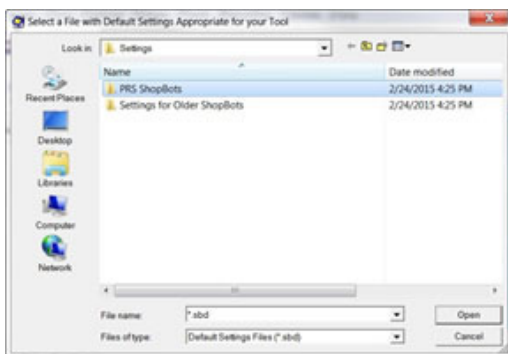 Select a File with Default Settings Appropriate for your Tool
Look in: Settings
Name Date modified
PRS ShopBots 2/24/2015 4:25 PM
Settings for Older ShopBots 2/24/2015 4:25 PM
Recent Places
Desktop
Libraries
Computer
Network
File name: *.sbd Open
Files of type: Default Settings Files (*.sbd) Cancel